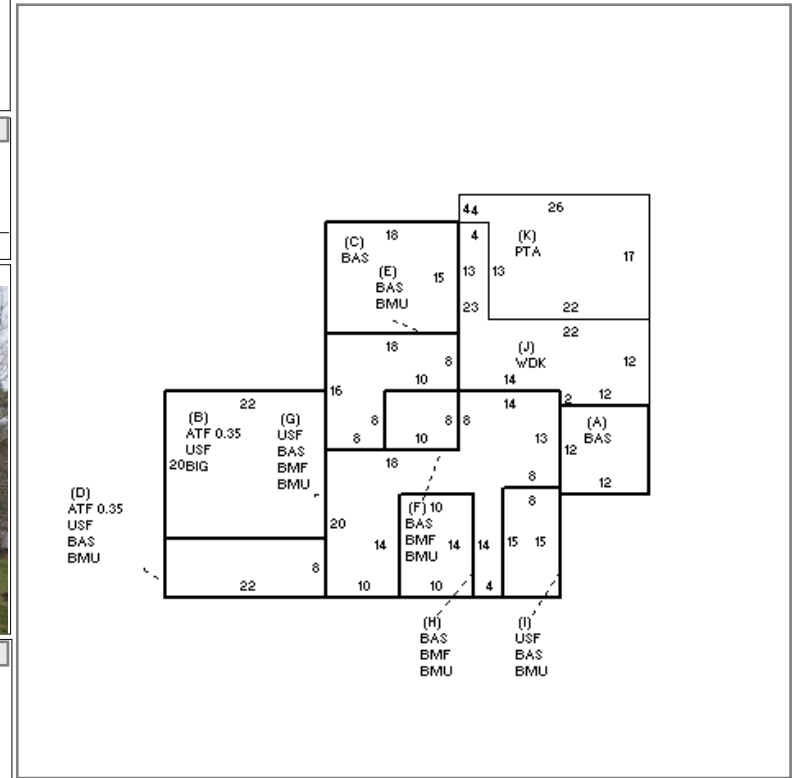 44
26
4
(K)
PTA
17
(C)
BAS
18
(E)
BAS
BMU
15
13
13
23
22
22
(J)
WDK
12
18
8
10
14
16
22
14
2
12
(B)
ATF 0.35
USF
20BIG
(G)
USF
BAS
BMF
BMU
8
8
8
8
10
13
12
(A)
BAS
18
8
12
8
(D)
ATF 0.35
USF
BAS
BMU
20
(F) 10
BAS
BMF
BMU
14
14
14
15
15
8
22
10
10
4
(H)
BAS
BMF
BMU
(I)
USF
BAS
BMU